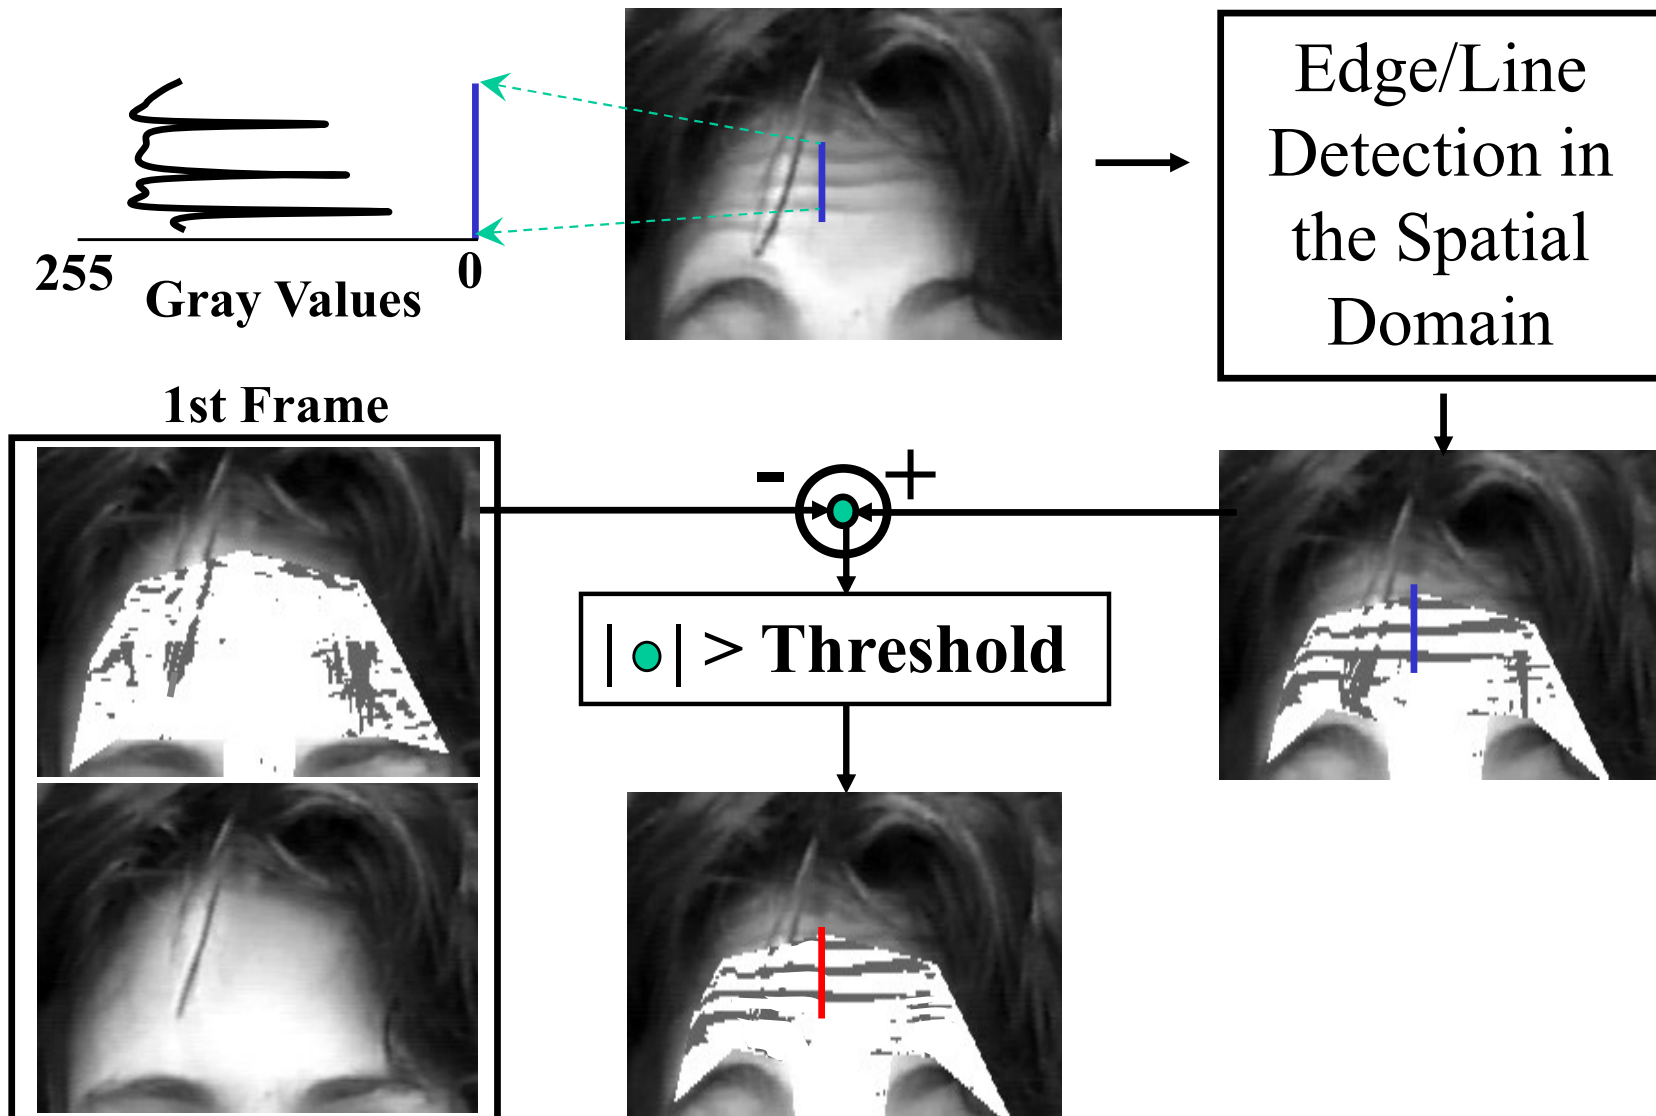 Edge/Line
Detection in
the Spatial
Domain
255
0
Gray Values
1st Frame
- +
| | > Threshold